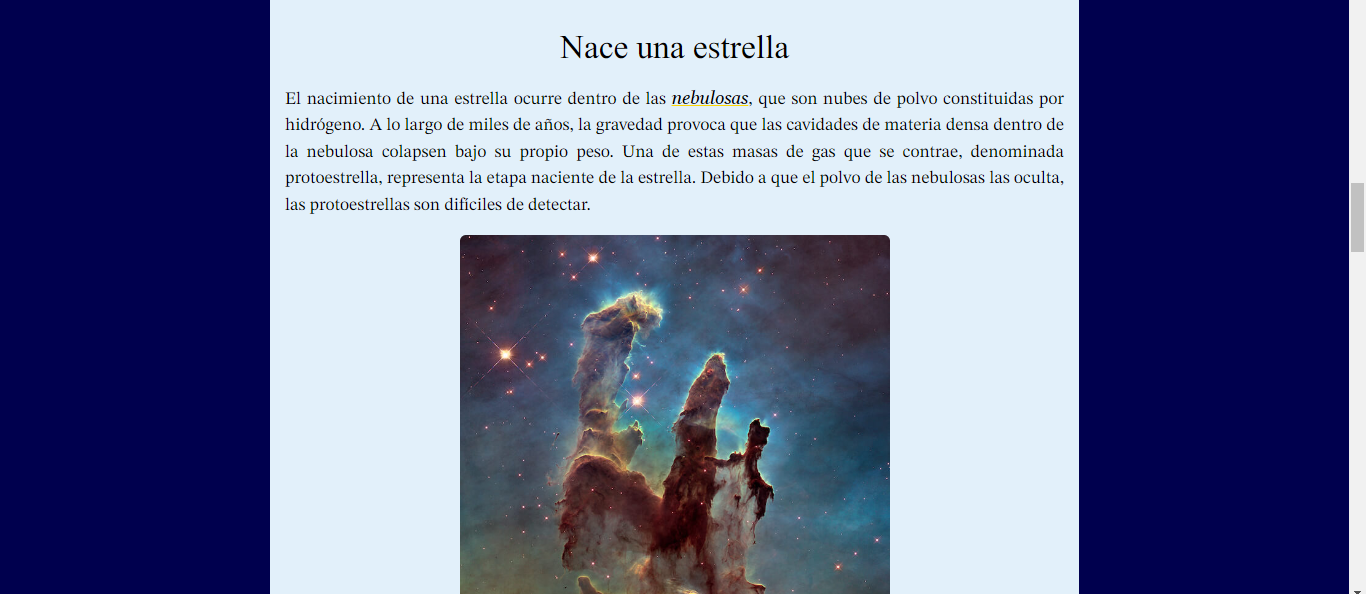 Nace una estrella
El nacimiento de una estrella ocurre dentro de las nebulosas, que son nubes de polvo constituidas por
hidrógeno. A lo largo de miles de años, la gravedad provoca que las cavidades de materia densa dentro de
la nebulosa colapsen bajo su propio peso. Una de estas masas de gas que se contrae, denominada
protoestrella, representa la etapa naciente de la estrella. Debido a que el polvo de las nebulosas las oculta,
las protoestrellas son difíciles de detectar.